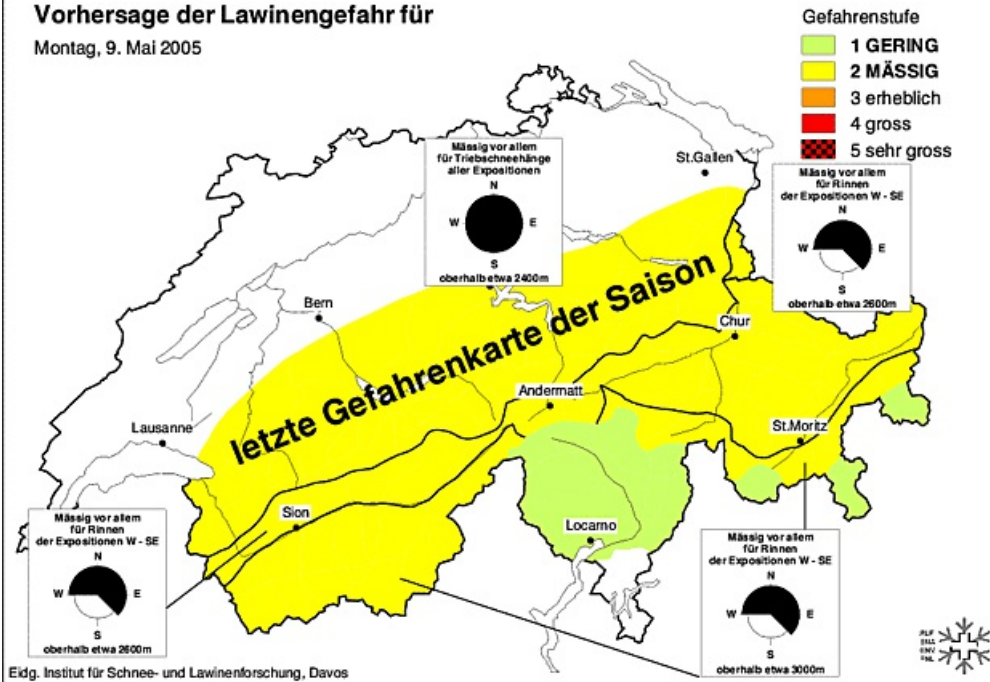 Vorhersage der Lawinengefahr für
Montag, 9. Mai 2005
Gefahrenstufe
1 GERING
2 MÄSSIG
3 erheblich
4 gross
5 sehr gross
Mässig vor allem
für Triebschneehänge
aller Expositionen
N
W
E
S
oberhalb etwa 2400m
St.Gallen
Mässig vor allem
für Rinnen
der Expositionen W - SE
N
W
E
S
oberhalb etwa 2600m
letzte Gefahrenkarte der Saison
Bern
Chur
Andermatt
Lausanne
St.Moritz
Sion
Locarno
Mässig vor allem
für Rinnen
der Expositionen W - SE
N
W
E
S
oberhalb etwa 2600m
Mässig vor allem
für Rinnen
der Expositionen W - SE
N
W
E
S
oberhalb etwa 3000m
Eidg. Institut für Schnee- und Lawinenforschung, Davos